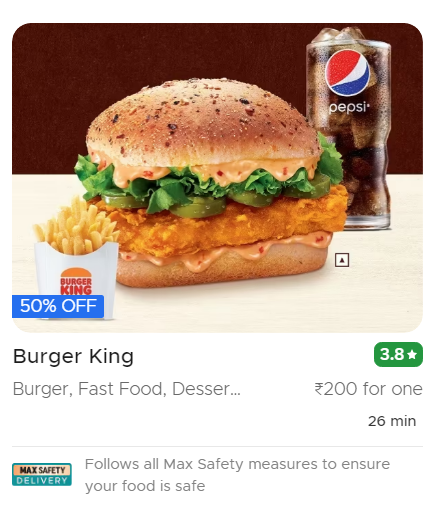 pepsi
BURGER
KING
50% OFF
Burger King
3.8★
Burger, Fast Food, Desser...
₹200 for one
26 min
MAX SAFETY
DELIVERY
Follows all Max Safety measures to ensure
your food is safe